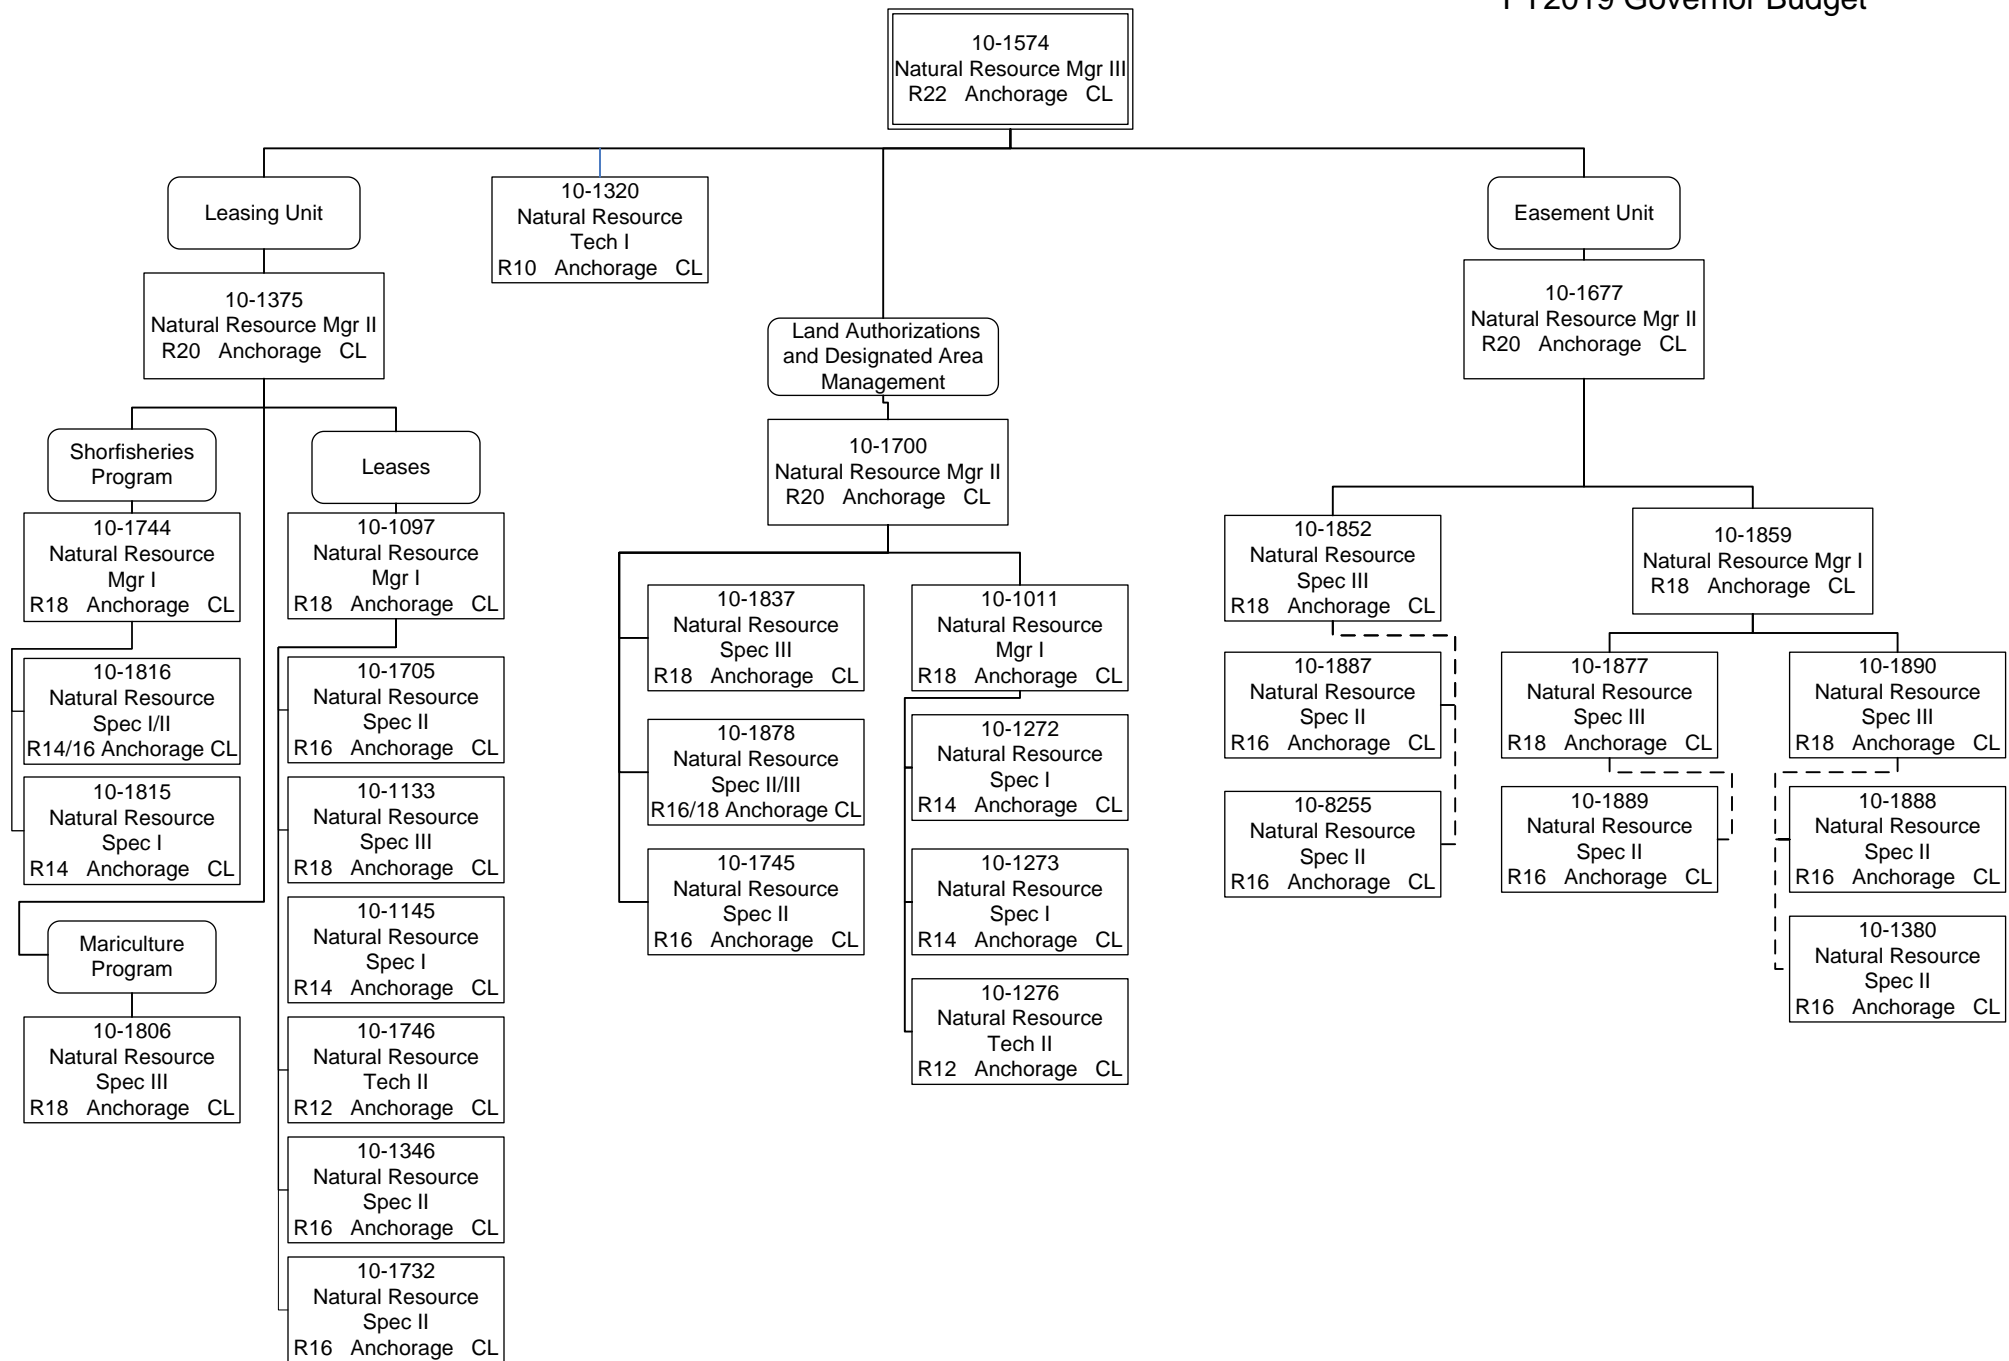 FY2019 Governor Budget
10-1574
Natural Resource Mgr III
R22 Anchorage CL
Leasing Unit
10-1375
Natural Resource Mgr II
R20 Anchorage CL
Shorfisheries
Program
10-1744
Natural Resource
Mgr I
R18 Anchorage CL
10-1816
Natural Resource
Spec I/II
R14/16 Anchorage CL
10-1815
Natural Resource
Spec I
R14 Anchorage CL
Mariculture
Program
10-1806
Natural Resource
Spec III
R18 Anchorage CL
Leases
10-1097
Natural Resource
Mgr I
R18 Anchorage CL
10-1705
Natural Resource
Spec II
R16 Anchorage CL
10-1133
Natural Resource
Spec III
R18 Anchorage CL
10-1145
Natural Resource
Spec I
R14 Anchorage CL
10-1746
Natural Resource
Tech II
R12 Anchorage CL
10-1346
Natural Resource
Spec II
R16 Anchorage CL
10-1732
Natural Resource
Spec II
R16 Anchorage CL
10-1320
Natural Resource
Tech I
R10 Anchorage CL
Land Authorizations
and Designated Area
Management
10-1700
Natural Resource Mgr II
R20 Anchorage CL
10-1837
Natural Resource
Spec III
R18 Anchorage CL
10-1878
Natural Resource
Spec II/III
R16/18 Anchorage CL
10-1745
Natural Resource
Spec II
R16 Anchorage CL
10-1011
Natural Resource
Mgr I
R18 Anchorage CL
10-1272
Natural Resource
Spec I
R14 Anchorage CL
10-1273
Natural Resource
Spec I
R14 Anchorage CL
10-1276
Natural Resource
Tech II
R12 Anchorage CL
Easement Unit
10-1677
Natural Resource Mgr II
R20 Anchorage CL
10-1852
Natural Resource
Spec III
R18 Anchorage CL
10-1887
Natural Resource
Spec II
R16 Anchorage CL
10-8255
Natural Resource
Spec II
R16 Anchorage CL
10-1859
Natural Resource Mgr I
R18 Anchorage CL
10-1877
Natural Resource
Spec III
R18 Anchorage CL
10-1889
Natural Resource
Spec II
R16 Anchorage CL
10-1890
Natural Resource
Spec III
R18 Anchorage CL
10-1888
Natural Resource
Spec II
R16 Anchorage CL
10-1380
Natural Resource
Spec II
R16 Anchorage CL